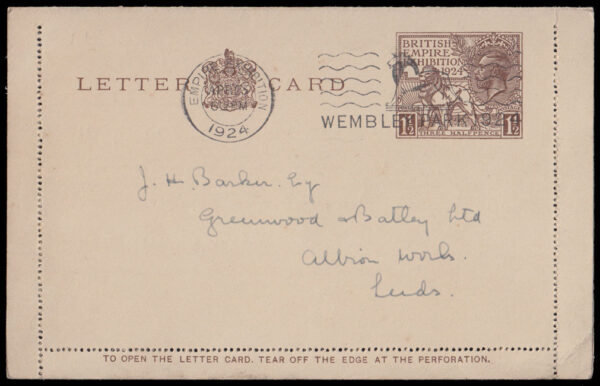 LETTER CARD
EMPIRE EXHIBITION
1924
WEMBLEY PARK 1924
BRITISH
EMPIRE
EXHIBITION
1924
1½ 1½
THREE HALFPENCE
J. H. Barker. Esq
Greenwood & Batley Ltd
Albion Works.
Leeds.
TO OPEN THE LETTER CARD, TEAR OFF THE EDGE AT THE PERFORATION.